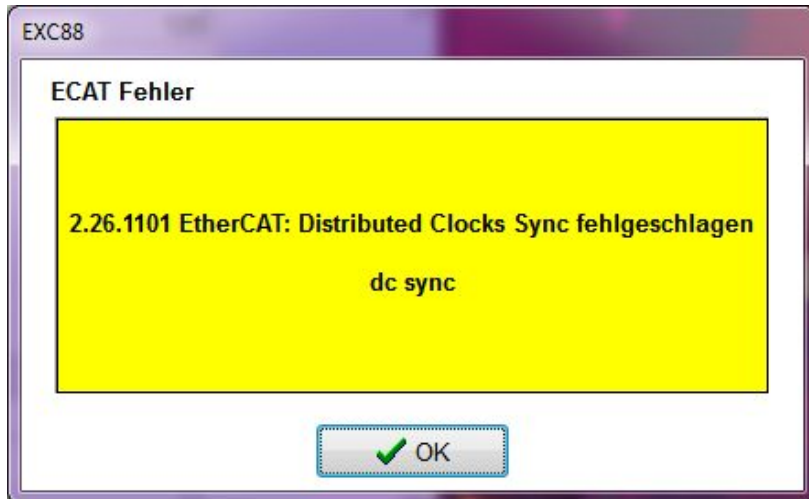 EXC88
ECAT Fehler
2.26.1101 EtherCAT: Distributed Clocks Sync fehlgeschlagen
dc sync
OK